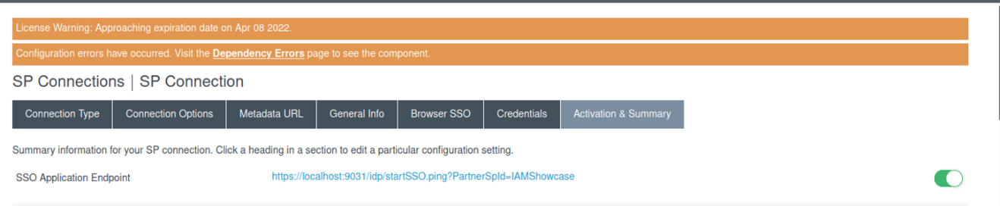 License Warning: Approaching expiration date on Apr 08 2022.
Configuration errors have occurred. Visit the Dependency Errors page to see the component.
SP Connections | SP Connection
Connection Type Connection Options Metadata URL General Info Browser SSO Credentials Activation & Summary
Summary information for your SP connection. Click a heading in a section to edit a particular configuration setting.
SSO Application Endpoint https://localhost:9031/idp/startSSO.ping?PartnerSpId=IAMShowcase